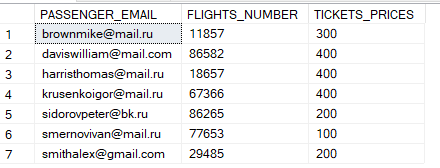 PASSENGER_EMAIL FLIGHTS_NUMBER TICKETS_PRICES
1 brownmike@mail.ru 11857 300
2 daviswilliam@mail.com 86582 400
3 harristhomas@mail.ru 18657 400
4 krusenkoigor@mail.ru 67366 400
5 sidorovpeter@bk.ru 86265 200
6 smernovivan@mail.ru 77653 100
7 smithalex@gmail.com 29485 200